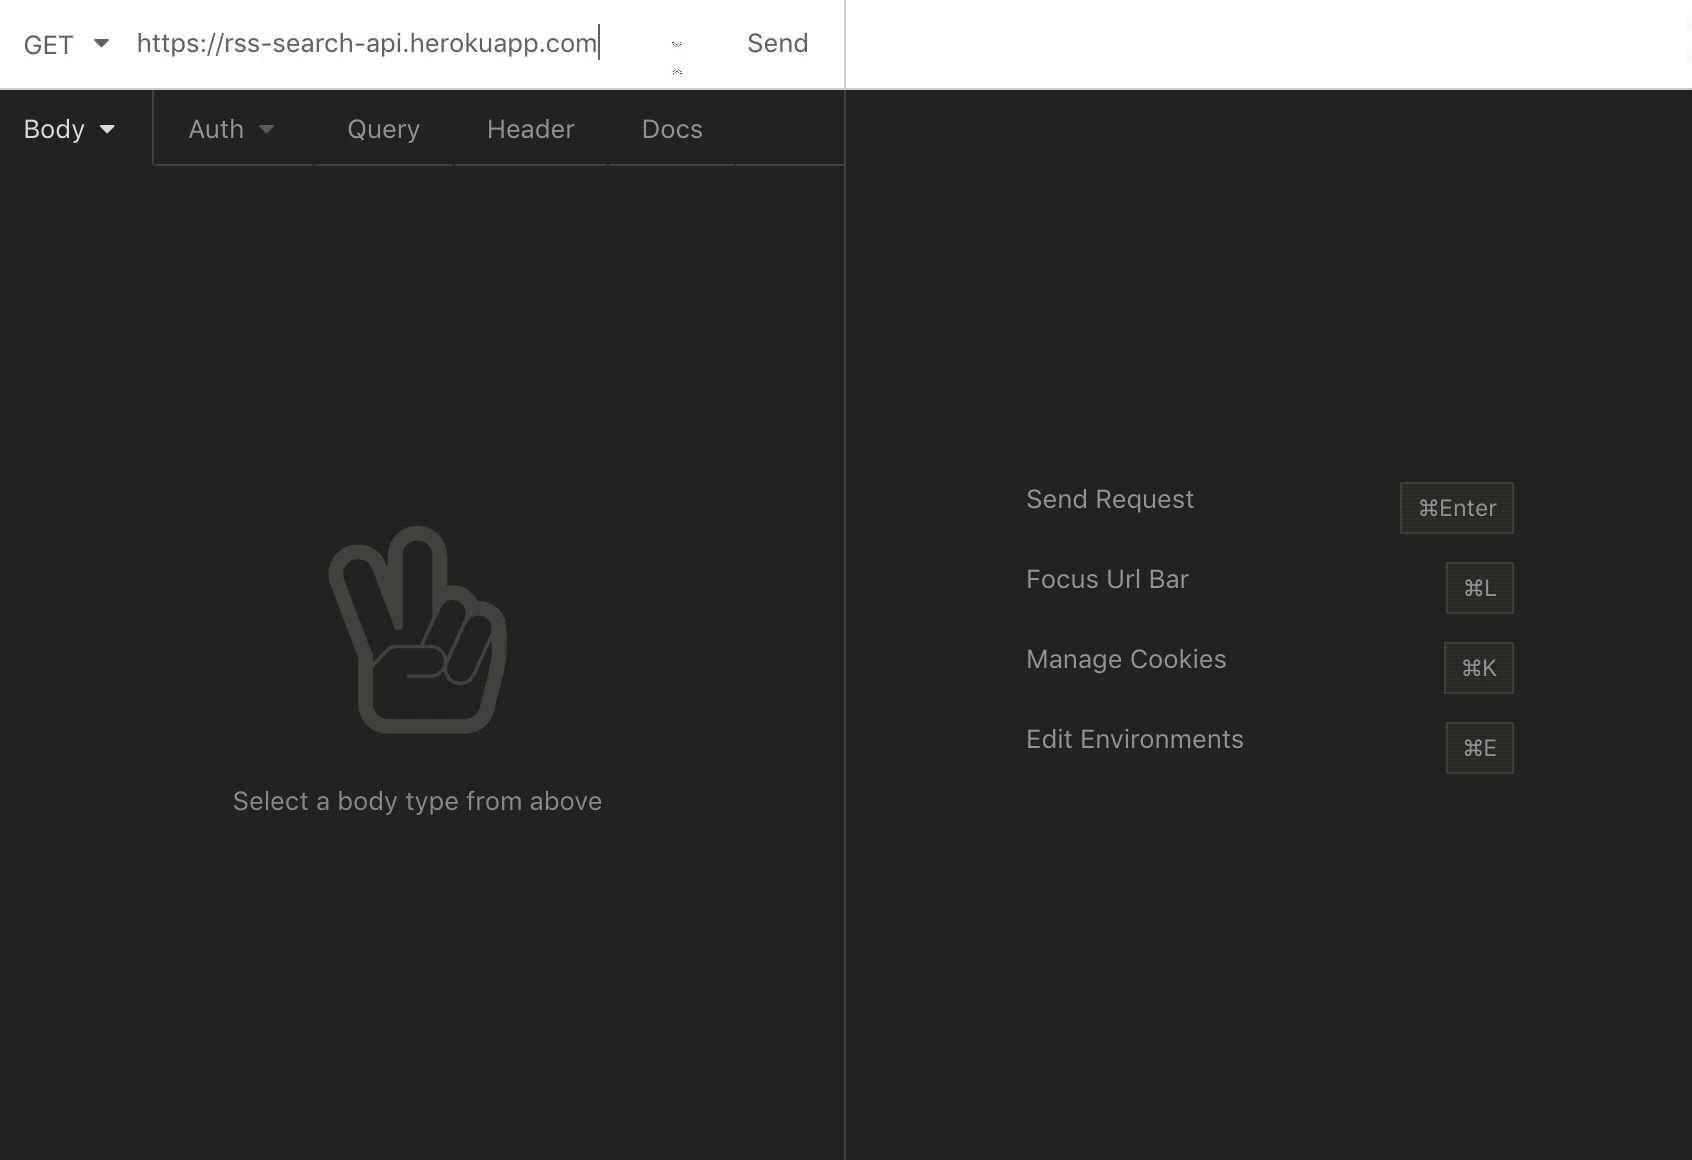 GET https://rss-search-api.herokuapp.com Send
Body Auth Query Header Docs
Send Request ⌘Enter
Focus Url Bar ⌘L
Manage Cookies ⌘K
Edit Environments ⌘E
Select a body type from above